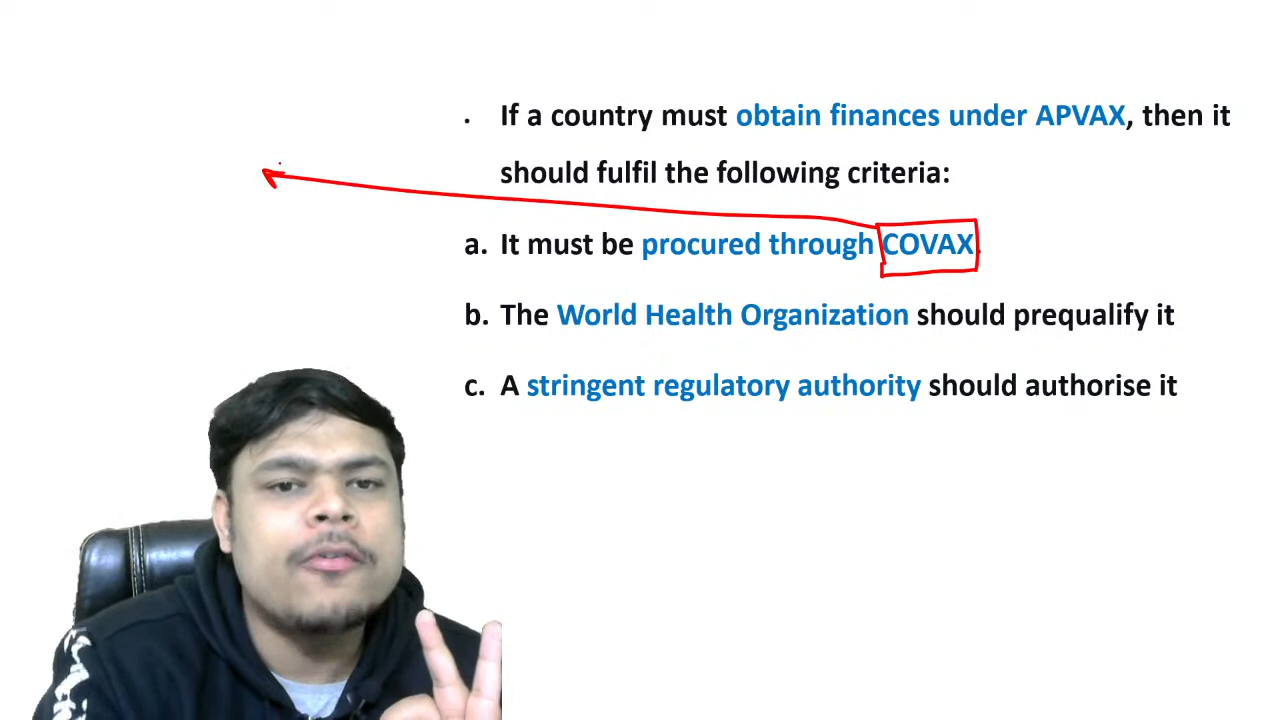 • If a country must obtain finances under APVAX, then it
should fulfil the following criteria:
a. It must be procured through COVAX.
b. The World Health Organization should prequalify it
c. A stringent regulatory authority should authorise it